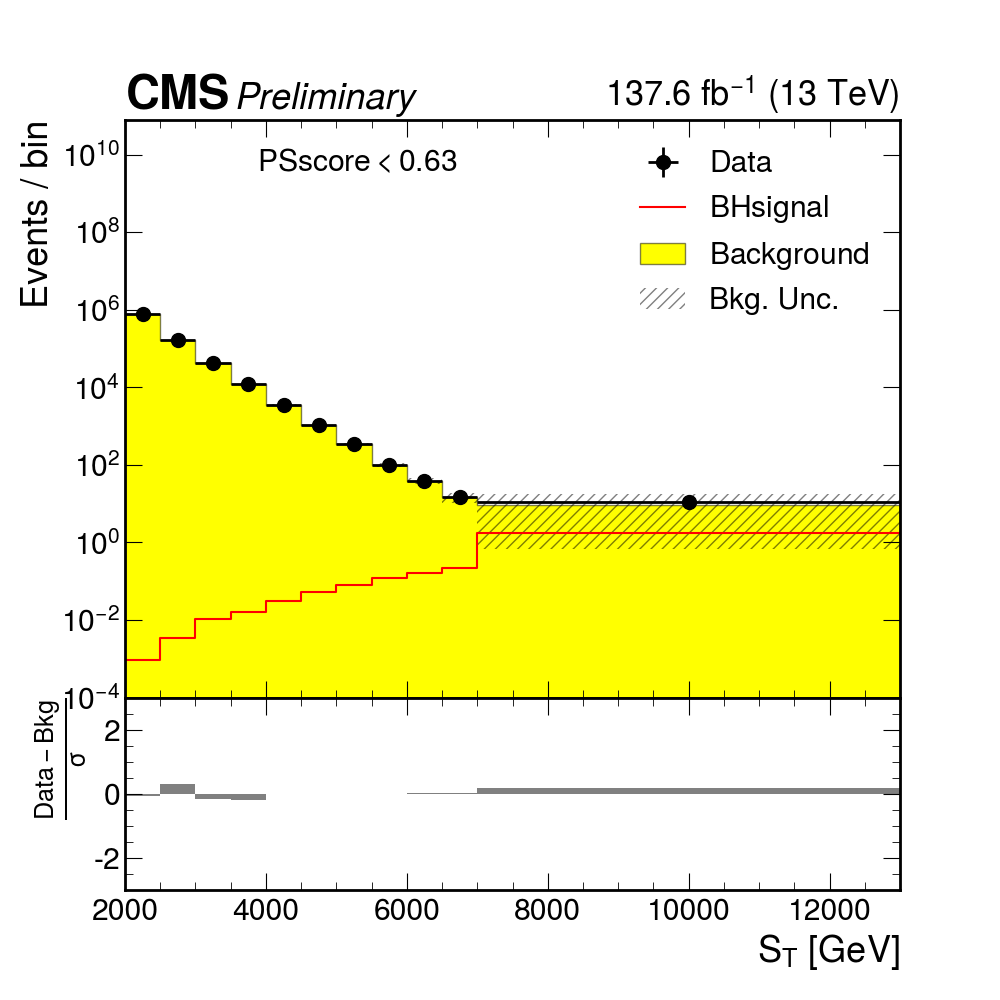 CMS Preliminary 137.6 fb⁻¹ (13 TeV)
Events / bin
PSscore < 0.63
Data
BHsignal
Background
Bkg. Unc.
10¹⁰
10⁸
10⁶
10⁴
10²
10⁰
10⁻²
10⁻⁴
Data – Bkg
σ
2
0
-2
2000 4000 6000 8000 10000 12000
S_T [GeV]